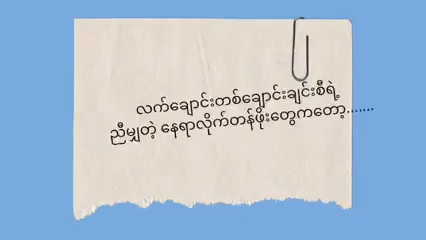 လက်ချောင်းတစ်ချောင်းချင်းစီရဲ့
ညီမျှတဲ့ နေရာလိုက်တန်ဖိုးတွေကတော့.......